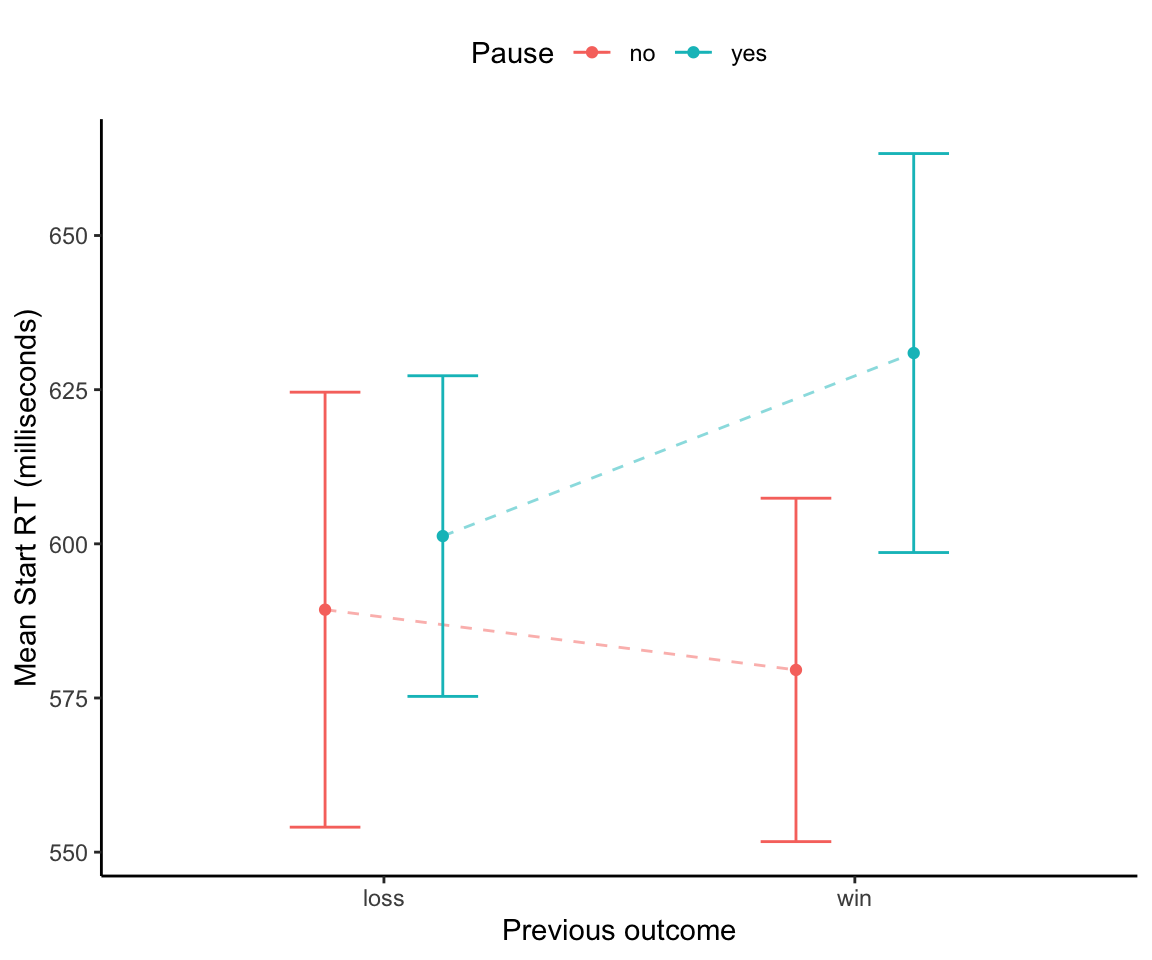 Pause no yes
650
625
600
575
550
Mean Start RT (milliseconds)
loss win
Previous outcome